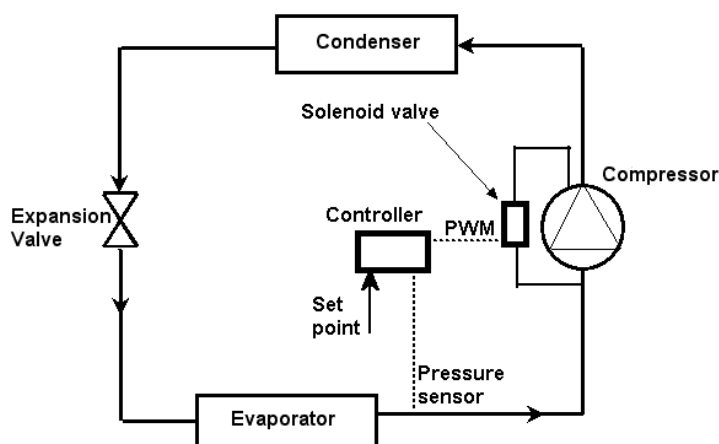 Condenser
Solenoid valve
Compressor
Expansion
Valve
Controller
PWM
Set
point
Pressure
sensor
Evaporator